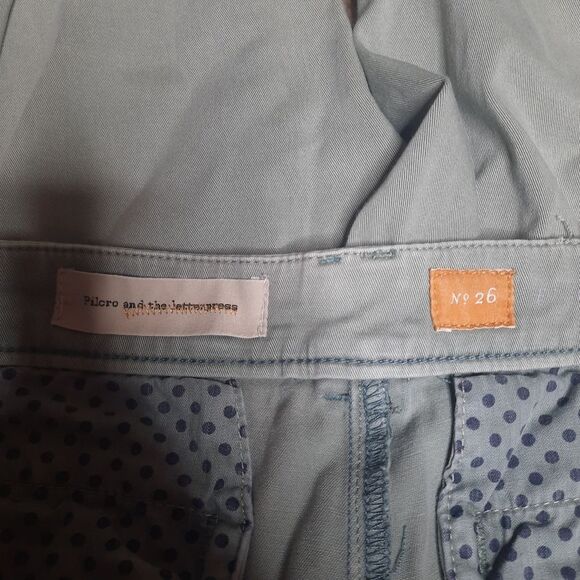 Pilcro and the letterpress
Nº 26